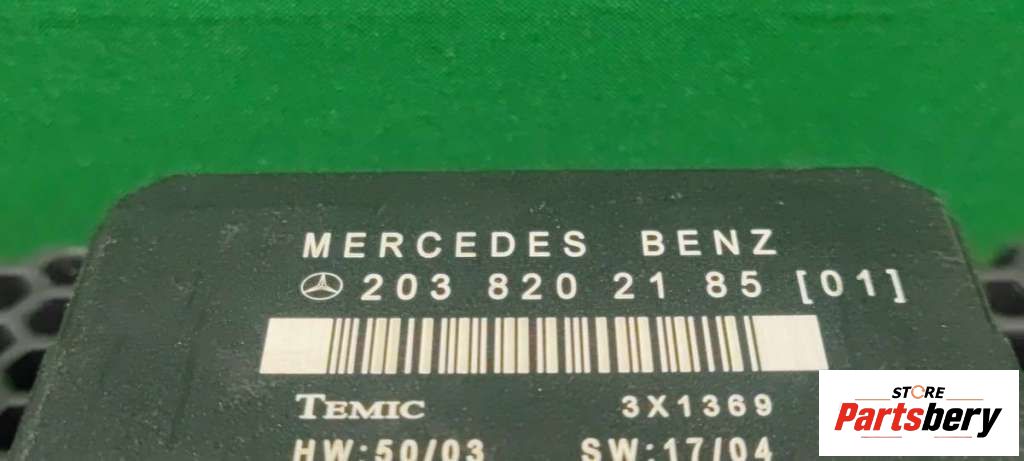 MERCEDES BENZ
203 820 21 85 [01]
TEMIC 3X1369
HW:50/03 SW:17/04
STORE
Partsbery